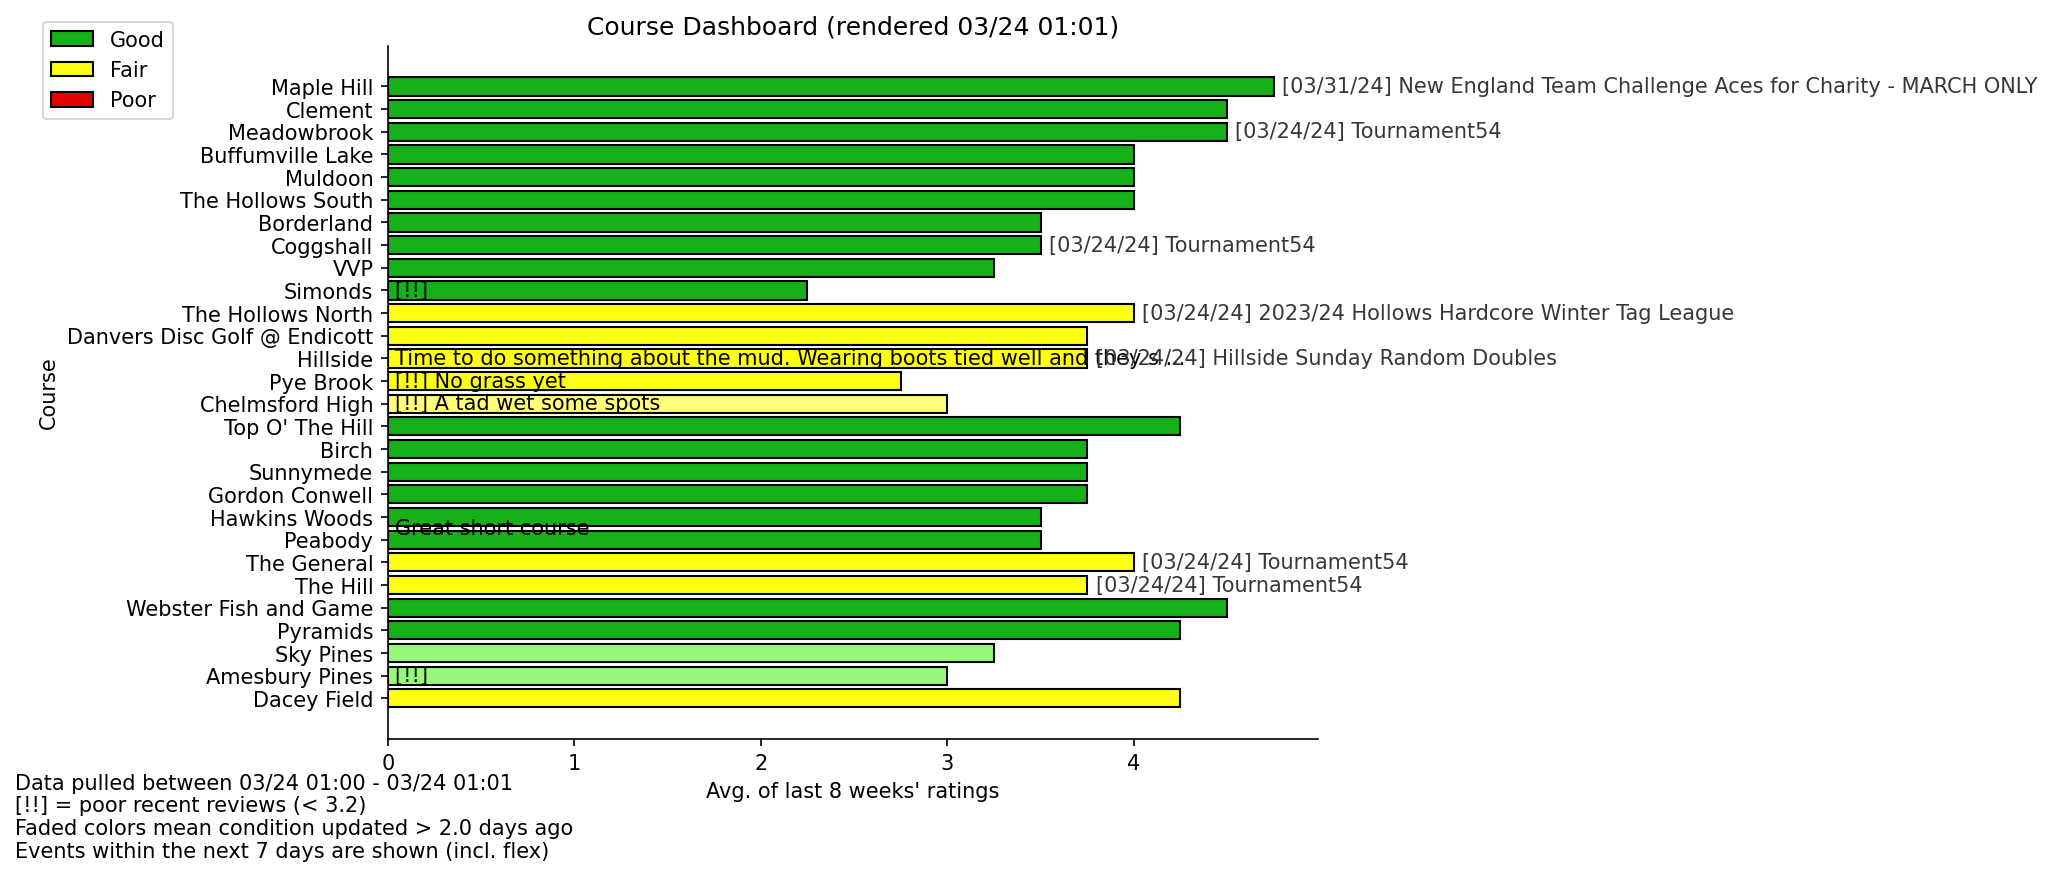 Course Dashboard (rendered 03/24 01:01)
Good
Fair
Poor
Maple Hill [03/31/24] New England Team Challenge Aces for Charity - MARCH ONLY
Clement
Meadowbrook [03/24/24] Tournament54
Buffumville Lake
Muldoon
The Hollows South
Borderland
Coggshall [03/24/24] Tournament54
VVP
Simonds [!!]
The Hollows North [03/24/24] 2023/24 Hollows Hardcore Winter Tag League
Danvers Disc Golf @ Endicott
Hillside Time to do something about the mud. Wearing boots tied well and [03/24/24] Hillside Sunday Random Doubles
Pye Brook [!!] No grass yet
Chelmsford High [!!] A tad wet some spots
Top O' The Hill
Birch
Sunnymede
Gordon Conwell
Hawkins Woods
Great short course
Peabody
The General [03/24/24] Tournament54
The Hill [03/24/24] Tournament54
Webster Fish and Game
Pyramids
Sky Pines
Amesbury Pines [!!]
Dacey Field
Course
0 1 2 3 4
Avg. of last 8 weeks' ratings
Data pulled between 03/24 01:00 - 03/24 01:01
[!!] = poor recent reviews (< 3.2)
Faded colors mean condition updated > 2.0 days ago
Events within the next 7 days are shown (incl. flex)